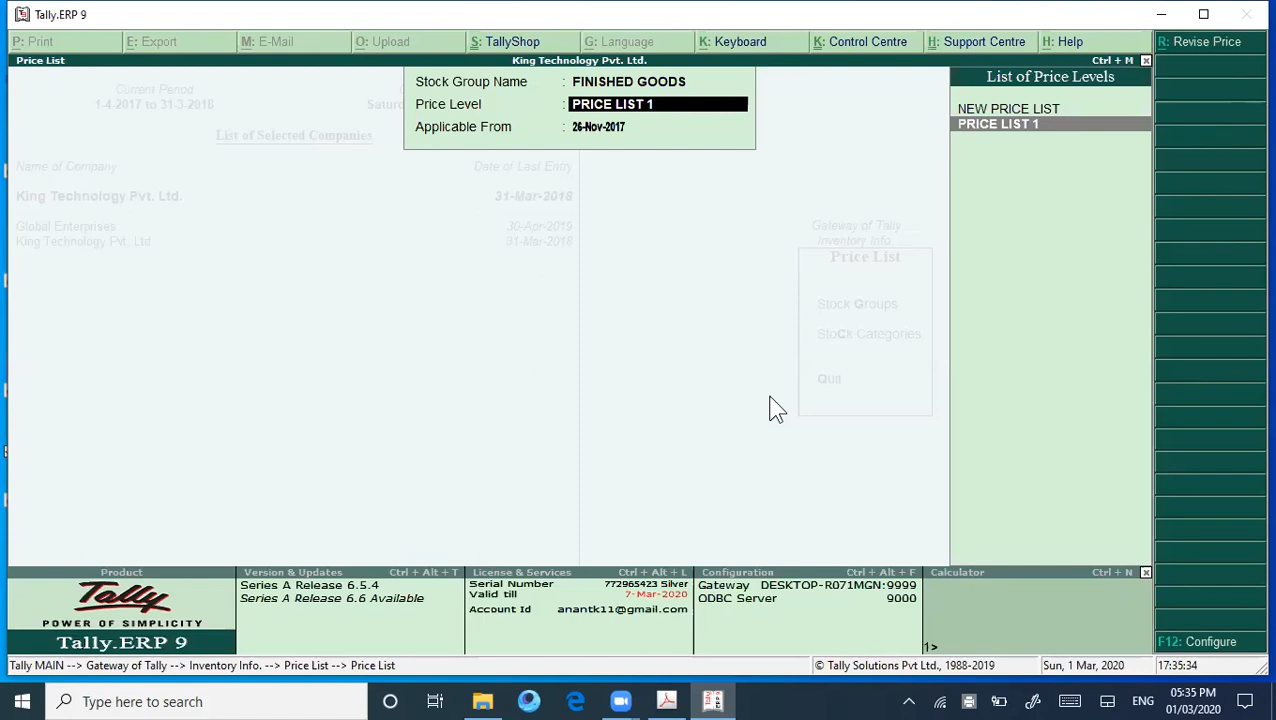 Tally.ERP 9
P: Print
E: Export
M: E-Mail
O: Upload
S: TallyShop
G: Language
K: Keyboard
K: Control Centre
H: Support Centre
H: Help
R: Revise Price
Price List
King Technology Pvt. Ltd.
Ctrl + M
Stock Group Name : FINISHED GOODS
Price Level : PRICE LIST 1
Applicable From : 26-Nov-2017
List of Price Levels
NEW PRICE LIST
PRICE LIST 1
Current Period
1-4-2017 to 31-3-2018
List of Selected Companies
Name of Company
Date of Last Entry
King Technology Pvt. Ltd.
31-Mar-2018
Global Enterprises
30-Apr-2019
King Technology Pvt. Ltd
31-Mar-2018
Gateway of Tally ......
Inventory Info. ...
Price List
Stock Groups
StoCk Categories
Quit
Product
Tally
POWER OF SIMPLICITY
Tally.ERP 9
Version & Updates Ctrl + Alt + T
Series A Release 6.5.4
Series A Release 6.6 Available
License & Services Ctrl + Alt + L
Serial Number 772965423 Silver
Valid till 7-Mar-2020
Account Id anantk11@gmail.com
Configuration Ctrl + Alt + F
Gateway DESKTOP-R071MGN:9999
ODBC Server 9000
Calculator Ctrl + N
1>
F12: Configure
Tally MAIN --> Gateway of Tally --> Inventory Info. --> Price List --> Price List
© Tally Solutions Pvt Ltd., 1988-2019
Sun, 1 Mar, 2020
17:35:34
Type here to search
ENG
05:35 PM
01/03/2020